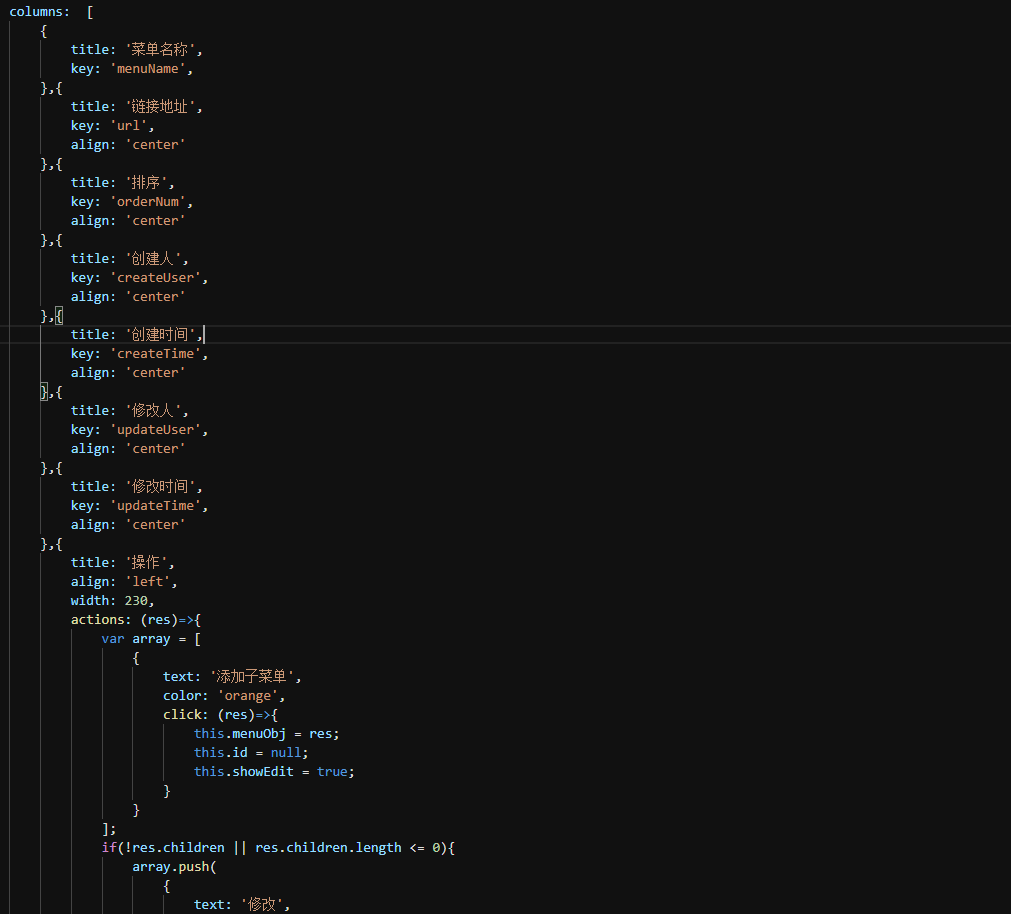 columns:  [
    {
        title: '菜单名称',
        key: 'menuName',
    },{
        title: '链接地址',
        key: 'url',
        align: 'center'
    },{
        title: '排序',
        key: 'orderNum',
        align: 'center'
    },{
        title: '创建人',
        key: 'createUser',
        align: 'center'
    },{
        title: '创建时间',
        key: 'createTime',
        align: 'center'
    },{
        title: '修改人',
        key: 'updateUser',
        align: 'center'
    },{
        title: '修改时间',
        key: 'updateTime',
        align: 'center'
    },{
        title: '操作',
        align: 'left',
        width: 230,
        actions: (res)=>{
            var array = [
                {
                    text: '添加子菜单',
                    color: 'orange',
                    click: (res)=>{
                        this.menuObj = res;
                        this.id = null;
                        this.showEdit = true;
                    }
                }
            ];
            if(!res.children || res.children.length <= 0){
                array.push(
                    {
                        text: '修改',